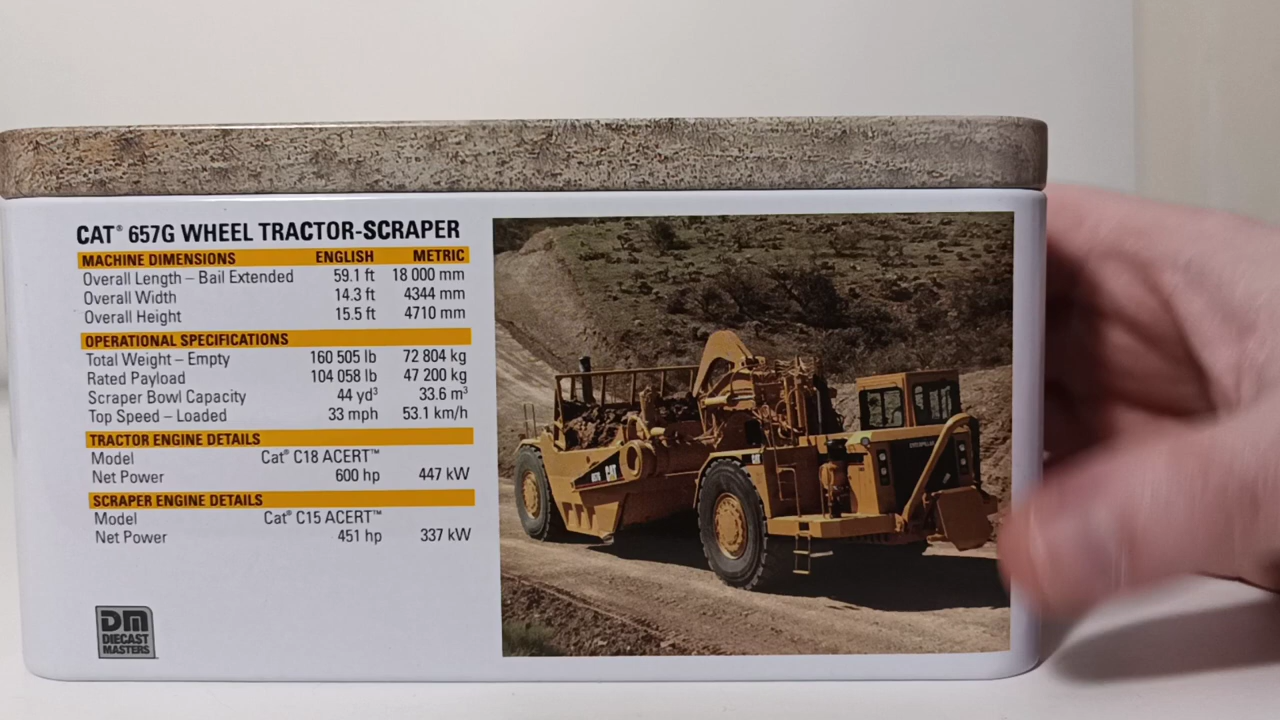 CAT® 657G WHEEL TRACTOR-SCRAPER
MACHINE DIMENSIONS ENGLISH METRIC
Overall Length – Bail Extended 59.1 ft 18 000 mm
Overall Width 14.3 ft 4344 mm
Overall Height 15.5 ft 4710 mm
OPERATIONAL SPECIFICATIONS
Total Weight – Empty 160 505 lb 72 804 kg
Rated Payload 104 058 lb 47 200 kg
Scraper Bowl Capacity 44 yd³ 33.6 m³
Top Speed – Loaded 33 mph 53.1 km/h
TRACTOR ENGINE DETAILS
Model Cat® C18 ACERT™
Net Power 600 hp 447 kW
SCRAPER ENGINE DETAILS
Model Cat® C15 ACERT™
Net Power 451 hp 337 kW
DM
DIECAST
MASTERS
CATERPILLAR
CAT
CAT